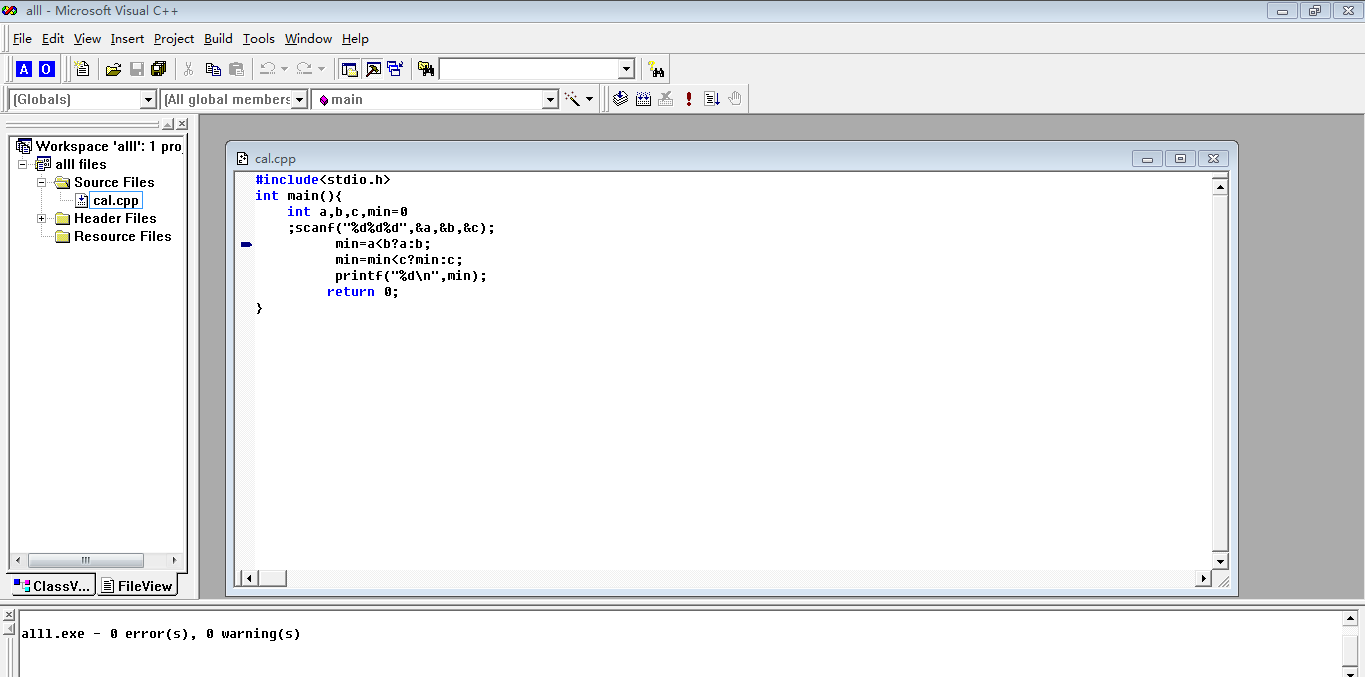 alll - Microsoft Visual C++
File Edit View Insert Project Build Tools Window Help
A O
(Globals) (All global members main
Workspace 'alll': 1 pro
alll files
Source Files
cal.cpp
Header Files
Resource Files
ClassV... FileView
cal.cpp
#include<stdio.h>
int main(){
    int a,b,c,min=0
    ;scanf("%d%d%d",&a,&b,&c);
          min=a<b?a:b;
          min=min<c?min:c;
          printf("%d\n",min);
         return 0;
}
alll.exe - 0 error(s), 0 warning(s)